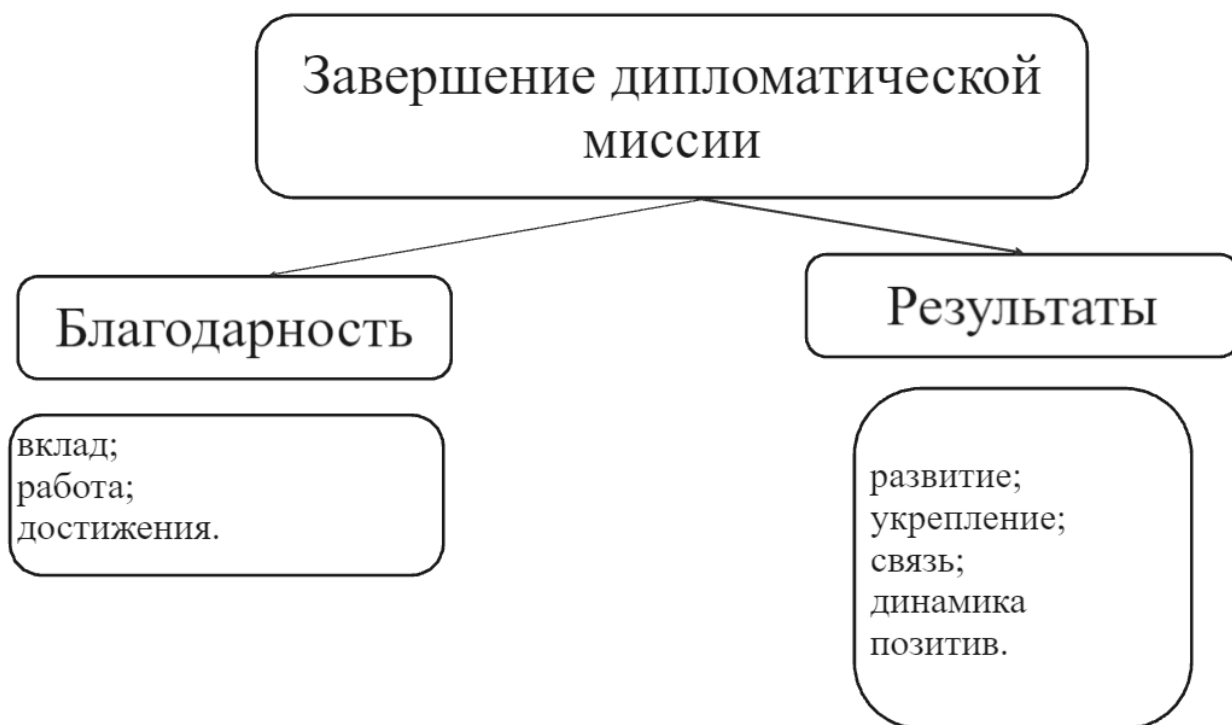 Завершение дипломатической
миссии
Благодарность
Результаты
вклад;
работа;
достижения.
развитие;
укрепление;
связь;
динамика
позитив.